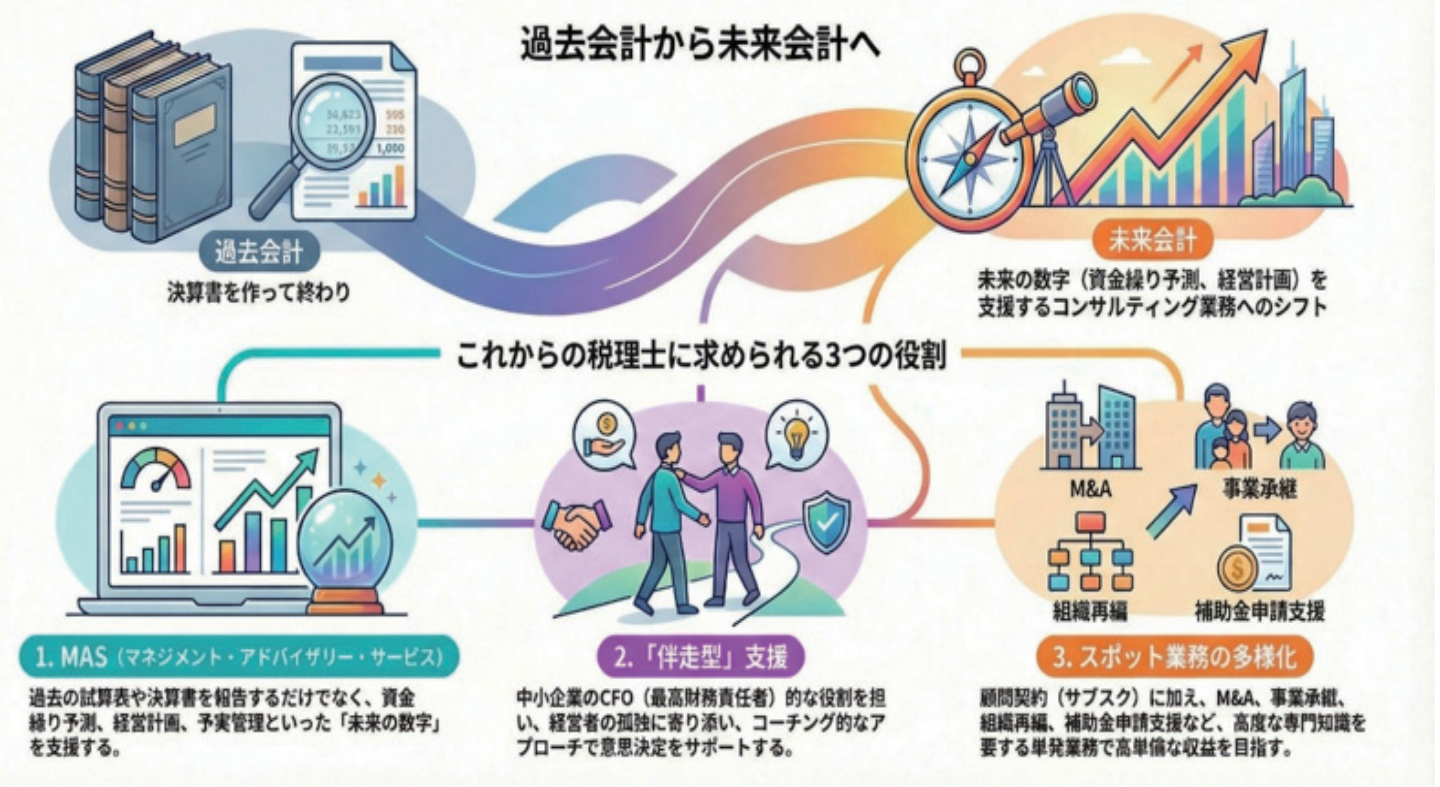 過去会計から未来会計へ
34,623 595
22,591 230
1,000
過去会計
決算書を作って終わり
未来会計
未来の数字（資金繰り予測、経営計画）を
支援するコンサルティング業務へのシフト
これからの税理士に求められる3つの役割
1. MAS（マネジメント・アドバイザリー・サービス）
過去の試算表や決算書を報告するだけでなく、資金
繰り予測、経営計画、予実管理といった「未来の数字」
を支援する。
$
2.「伴走型」支援
中小企業のCFO（最高財務責任者）的な役割を担
い、経営者の孤独に寄り添い、コーチング的なア
プローチで意思決定をサポートする。
M&A
事業承継
組織再編
$
補助金申請支援
3. スポット業務の多様化
顧問契約（サブスク）に加え、M&A、事業承継、
組織再編、補助金申請支援など、高度な専門知識を
要する単発業務で高単価な収益を目指す。